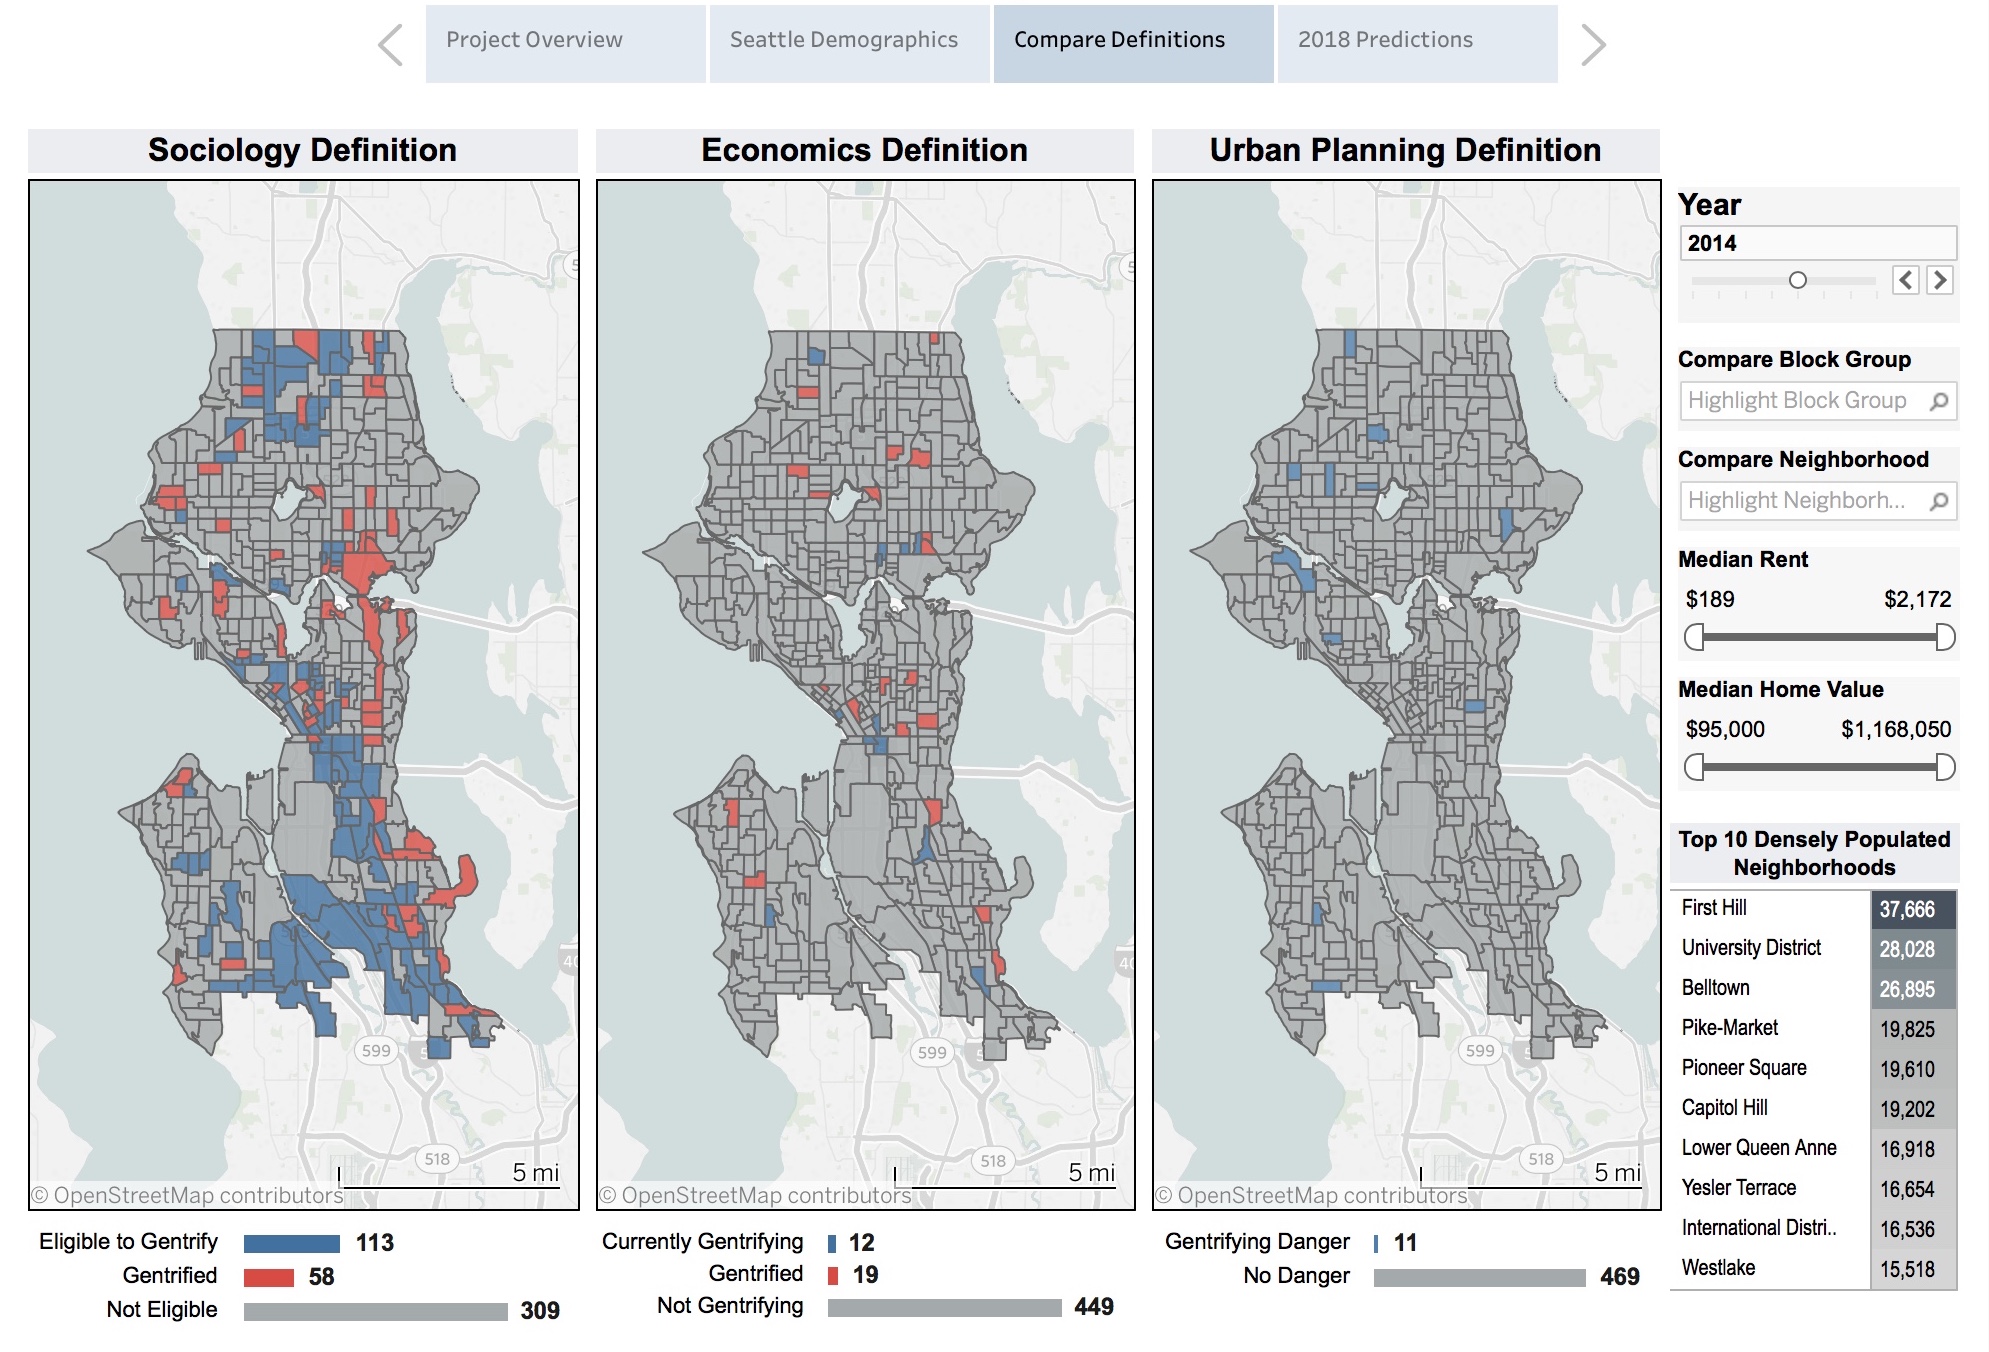 Project Overview
Seattle Demographics
Compare Definitions
2018 Predictions
Sociology Definition
Economics Definition
Urban Planning Definition
599
518
5 mi
© OpenStreetMap contributors
599
518
5 mi
© OpenStreetMap contributors
599
518
5 mi
© OpenStreetMap contributors
Eligible to Gentrify 113
Gentrified 58
Not Eligible 309
Currently Gentrifying 12
Gentrified 19
Not Gentrifying 449
Gentrifying Danger 11
No Danger 469
Year
2014
Compare Block Group
Highlight Block Group
Compare Neighborhood
Highlight Neighborh...
Median Rent
$189 $2,172
Median Home Value
$95,000 $1,168,050
Top 10 Densely Populated
Neighborhoods
First Hill 37,666
University District 28,028
Belltown 26,895
Pike-Market 19,825
Pioneer Square 19,610
Capitol Hill 19,202
Lower Queen Anne 16,918
Yesler Terrace 16,654
International Distri.. 16,536
Westlake 15,518